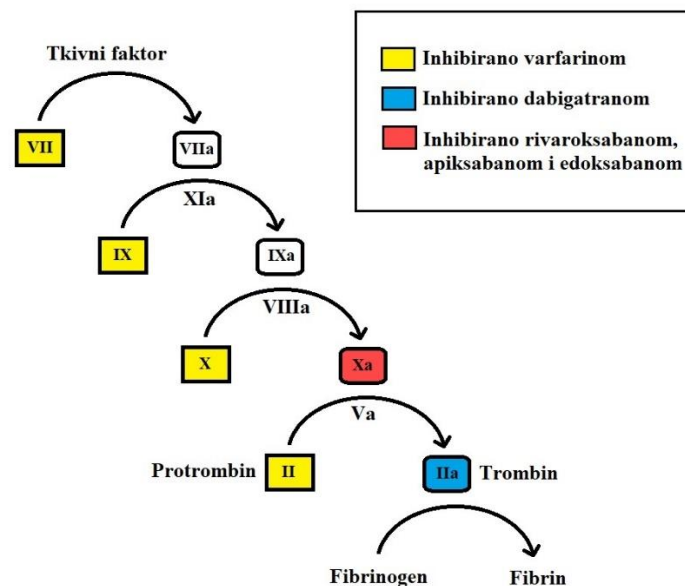 Tkivni faktor
VII
VIIa
XIa
IX
IXa
VIIIa
X
Xa
Va
Protrombin
II
IIa
Trombin
Fibrinogen
Fibrin
Inhibirano varfarinom
Inhibirano dabigatranom
Inhibirano rivaroksabanom,
apiksabanom i edoksabanom